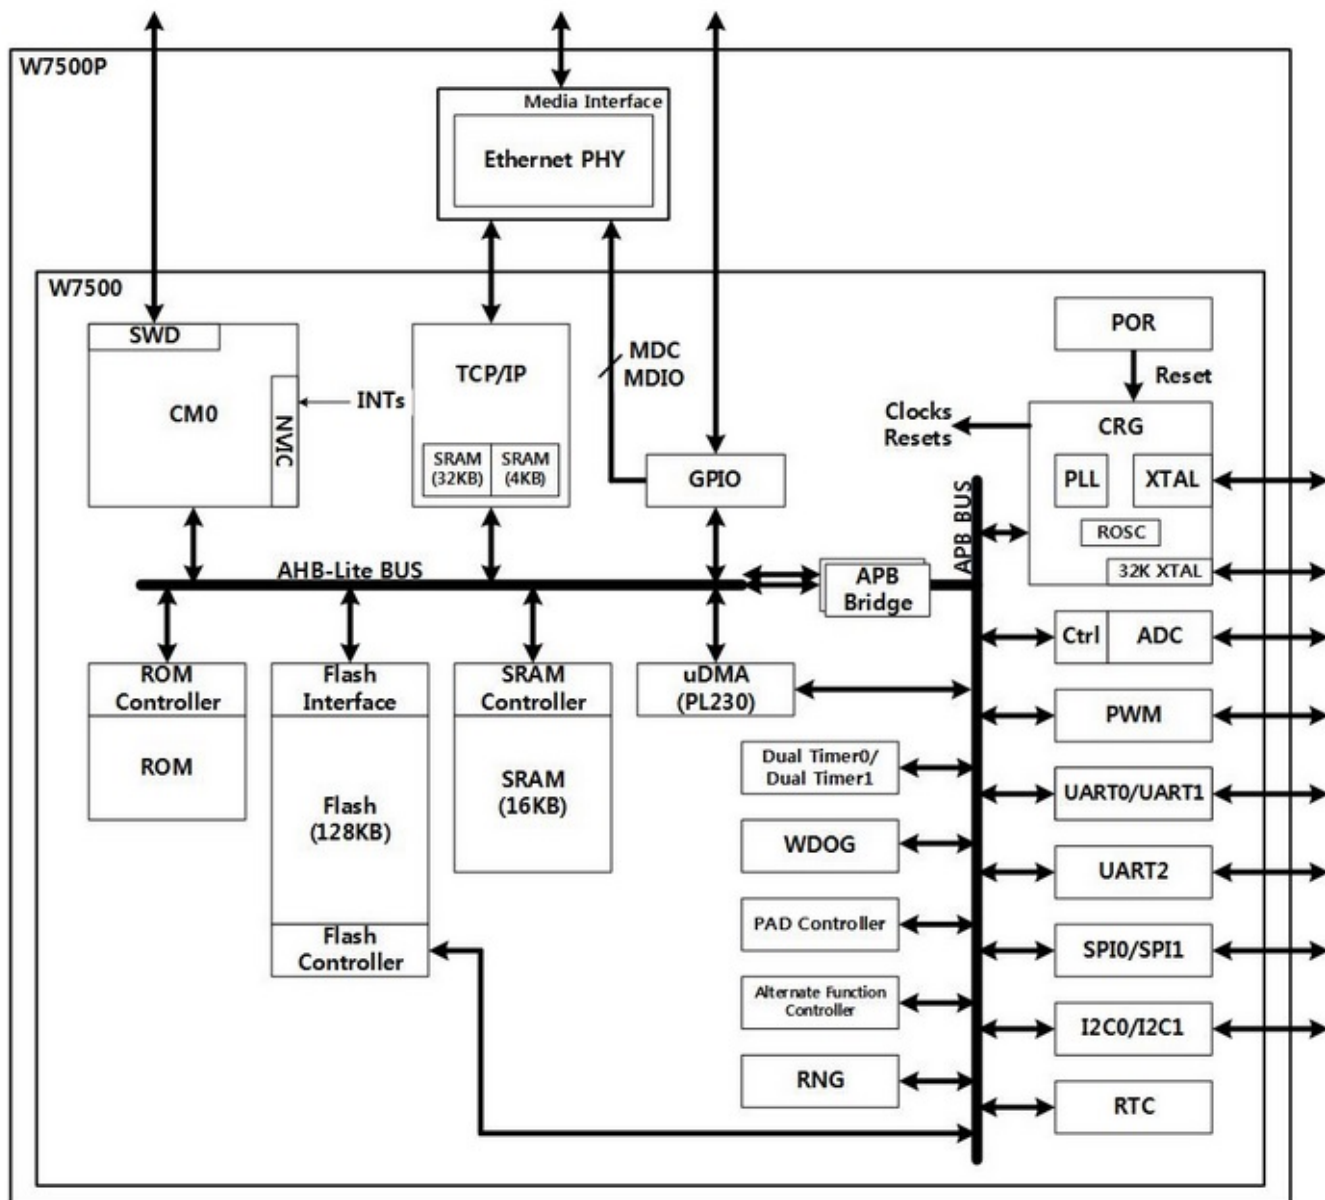 W7500P
Media Interface
Ethernet PHY
W7500
SWD
CM0
NVIC
INTs
TCP/IP
SRAM
(32KB)
SRAM
(4KB)
MDC
MDIO
GPIO
POR
Reset
Clocks
Resets
CRG
PLL
XTAL
ROSC
32K XTAL
APB BUS
AHB-Lite BUS
APB
Bridge
ROM
Controller
ROM
Flash
Interface
Flash
(128KB)
Flash
Controller
SRAM
Controller
SRAM
(16KB)
uDMA
(PL230)
Dual Timer0/
Dual Timer1
WDOG
PAD Controller
Alternate Function
Controller
RNG
Ctrl
ADC
PWM
UART0/UART1
UART2
SPI0/SPI1
I2C0/I2C1
RTC